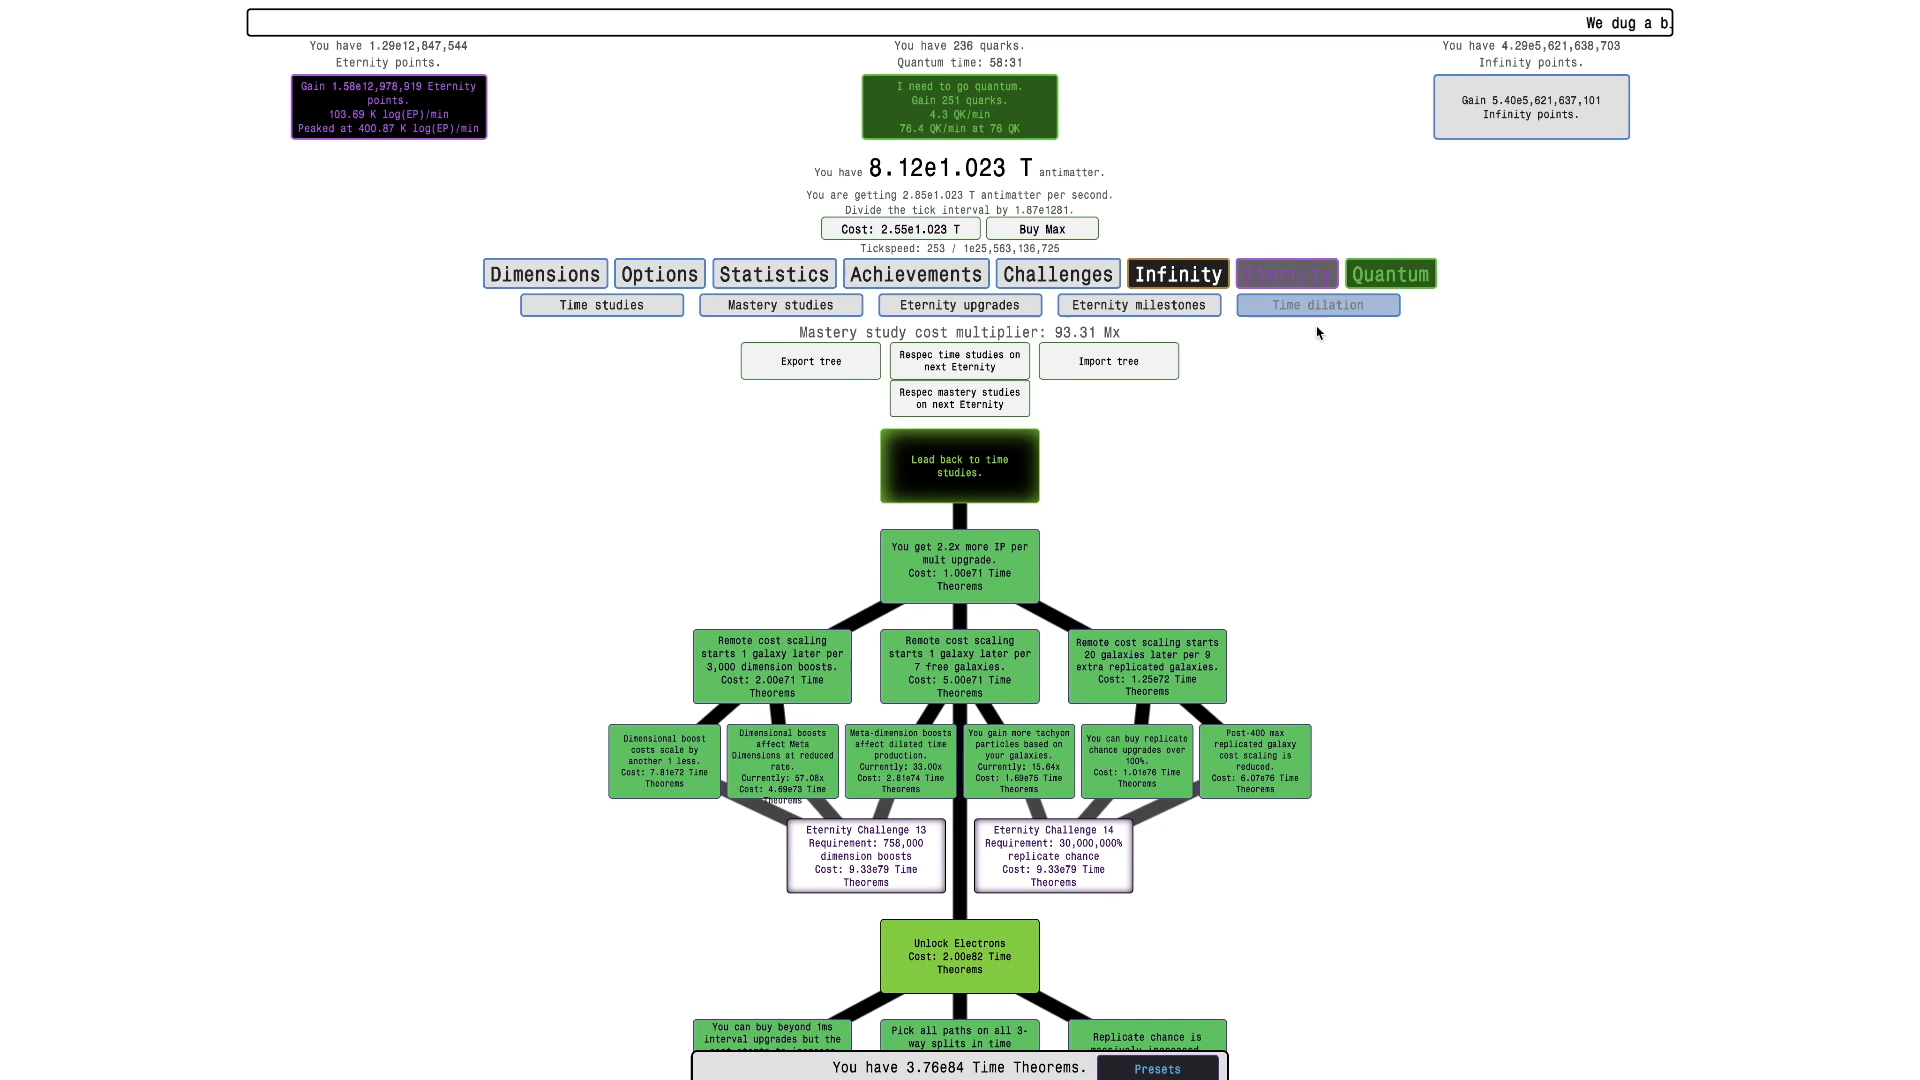 We dug a b
You have 1.29e12,847,544
Eternity points.
You have 236 quarks.
Quantum time: 58:31
You have 4.29e5,621,638,703
Infinity points.
Gain 1.58e12,978,919 Eternity
points.
103.69 K log(EP)/min
Peaked at 400.87 K log(EP)/min
I need to go quantum.
Gain 251 quarks.
4.3 QK/min
76.4 QK/min at 76 QK
Gain 5.40e5,621,637,101
Infinity points.
You have 8.12e1.023 T antimatter.
You are getting 2.85e1.023 T antimatter per second.
Divide the tick interval by 1.87e1281.
Cost: 2.55e1.023 T
Buy Max
Tickspeed: 253 / 1e25,563,136,725
Dimensions
Options
Statistics
Achievements
Challenges
Infinity
Eternity
Quantum
Time studies
Mastery studies
Eternity upgrades
Eternity milestones
Time dilation
Mastery study cost multiplier: 93.31 Mx
Export tree
Respec time studies on
next Eternity
Import tree
Respec mastery studies
on next Eternity
Lead back to time
studies.
You get 2.2x more IP per
mult upgrade.
Cost: 1.00e71 Time
Theorems
Remote cost scaling
starts 1 galaxy later per
3,000 dimension boosts.
Cost: 2.00e71 Time
Theorems
Remote cost scaling
starts 1 galaxy later per
7 free galaxies.
Cost: 5.00e71 Time
Theorems
Remote cost scaling starts
20 galaxies later per 9
extra replicated galaxies.
Cost: 1.25e72 Time
Theorems
Dimensional boost
costs scale by
another 1 less.
Cost: 7.81e72 Time
Theorems
Dimensional boosts
affect Meta
Dimensions at reduced
rate.
Currently: 57.08x
Cost: 4.69e73 Time
Theorems
Meta-dimension boosts
affect dilated time
production.
Currently: 33.00x
Cost: 2.81e74 Time
Theorems
You gain more tachyon
particles based on
your galaxies.
Currently: 15.64x
Cost: 1.69e75 Time
Theorems
You can buy replicate
chance upgrades over
100%.
Cost: 1.01e76 Time
Theorems
Post-400 max
replicated galaxy
cost scaling is
reduced.
Cost: 6.07e76 Time
Theorems
Eternity Challenge 13
Requirement: 758,000
dimension boosts
Cost: 9.33e79 Time
Theorems
Eternity Challenge 14
Requirement: 30,000,000%
replicate chance
Cost: 9.33e79 Time
Theorems
Unlock Electrons
Cost: 2.00e82 Time
Theorems
You can buy beyond 1ms
interval upgrades but the
Pick all paths on all 3-
way splits in time
Replicate chance is
massively increased
You have 3.76e84 Time Theorems.
Presets